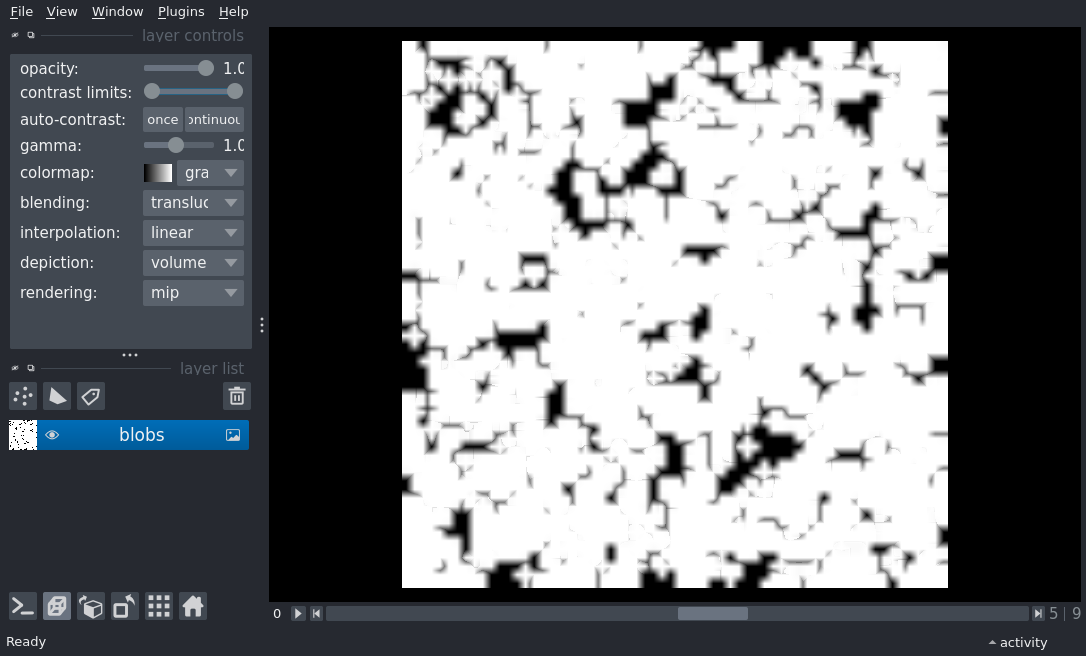 File View Window Plugins Help
layer controls
opacity: 1.0
contrast limits:
auto-contrast: once ontinuou
gamma: 1.0
colormap: gra
blending: transluc
interpolation: linear
depiction: volume
rendering: mip
layer list
blobs
0 5 | 9
Ready activity